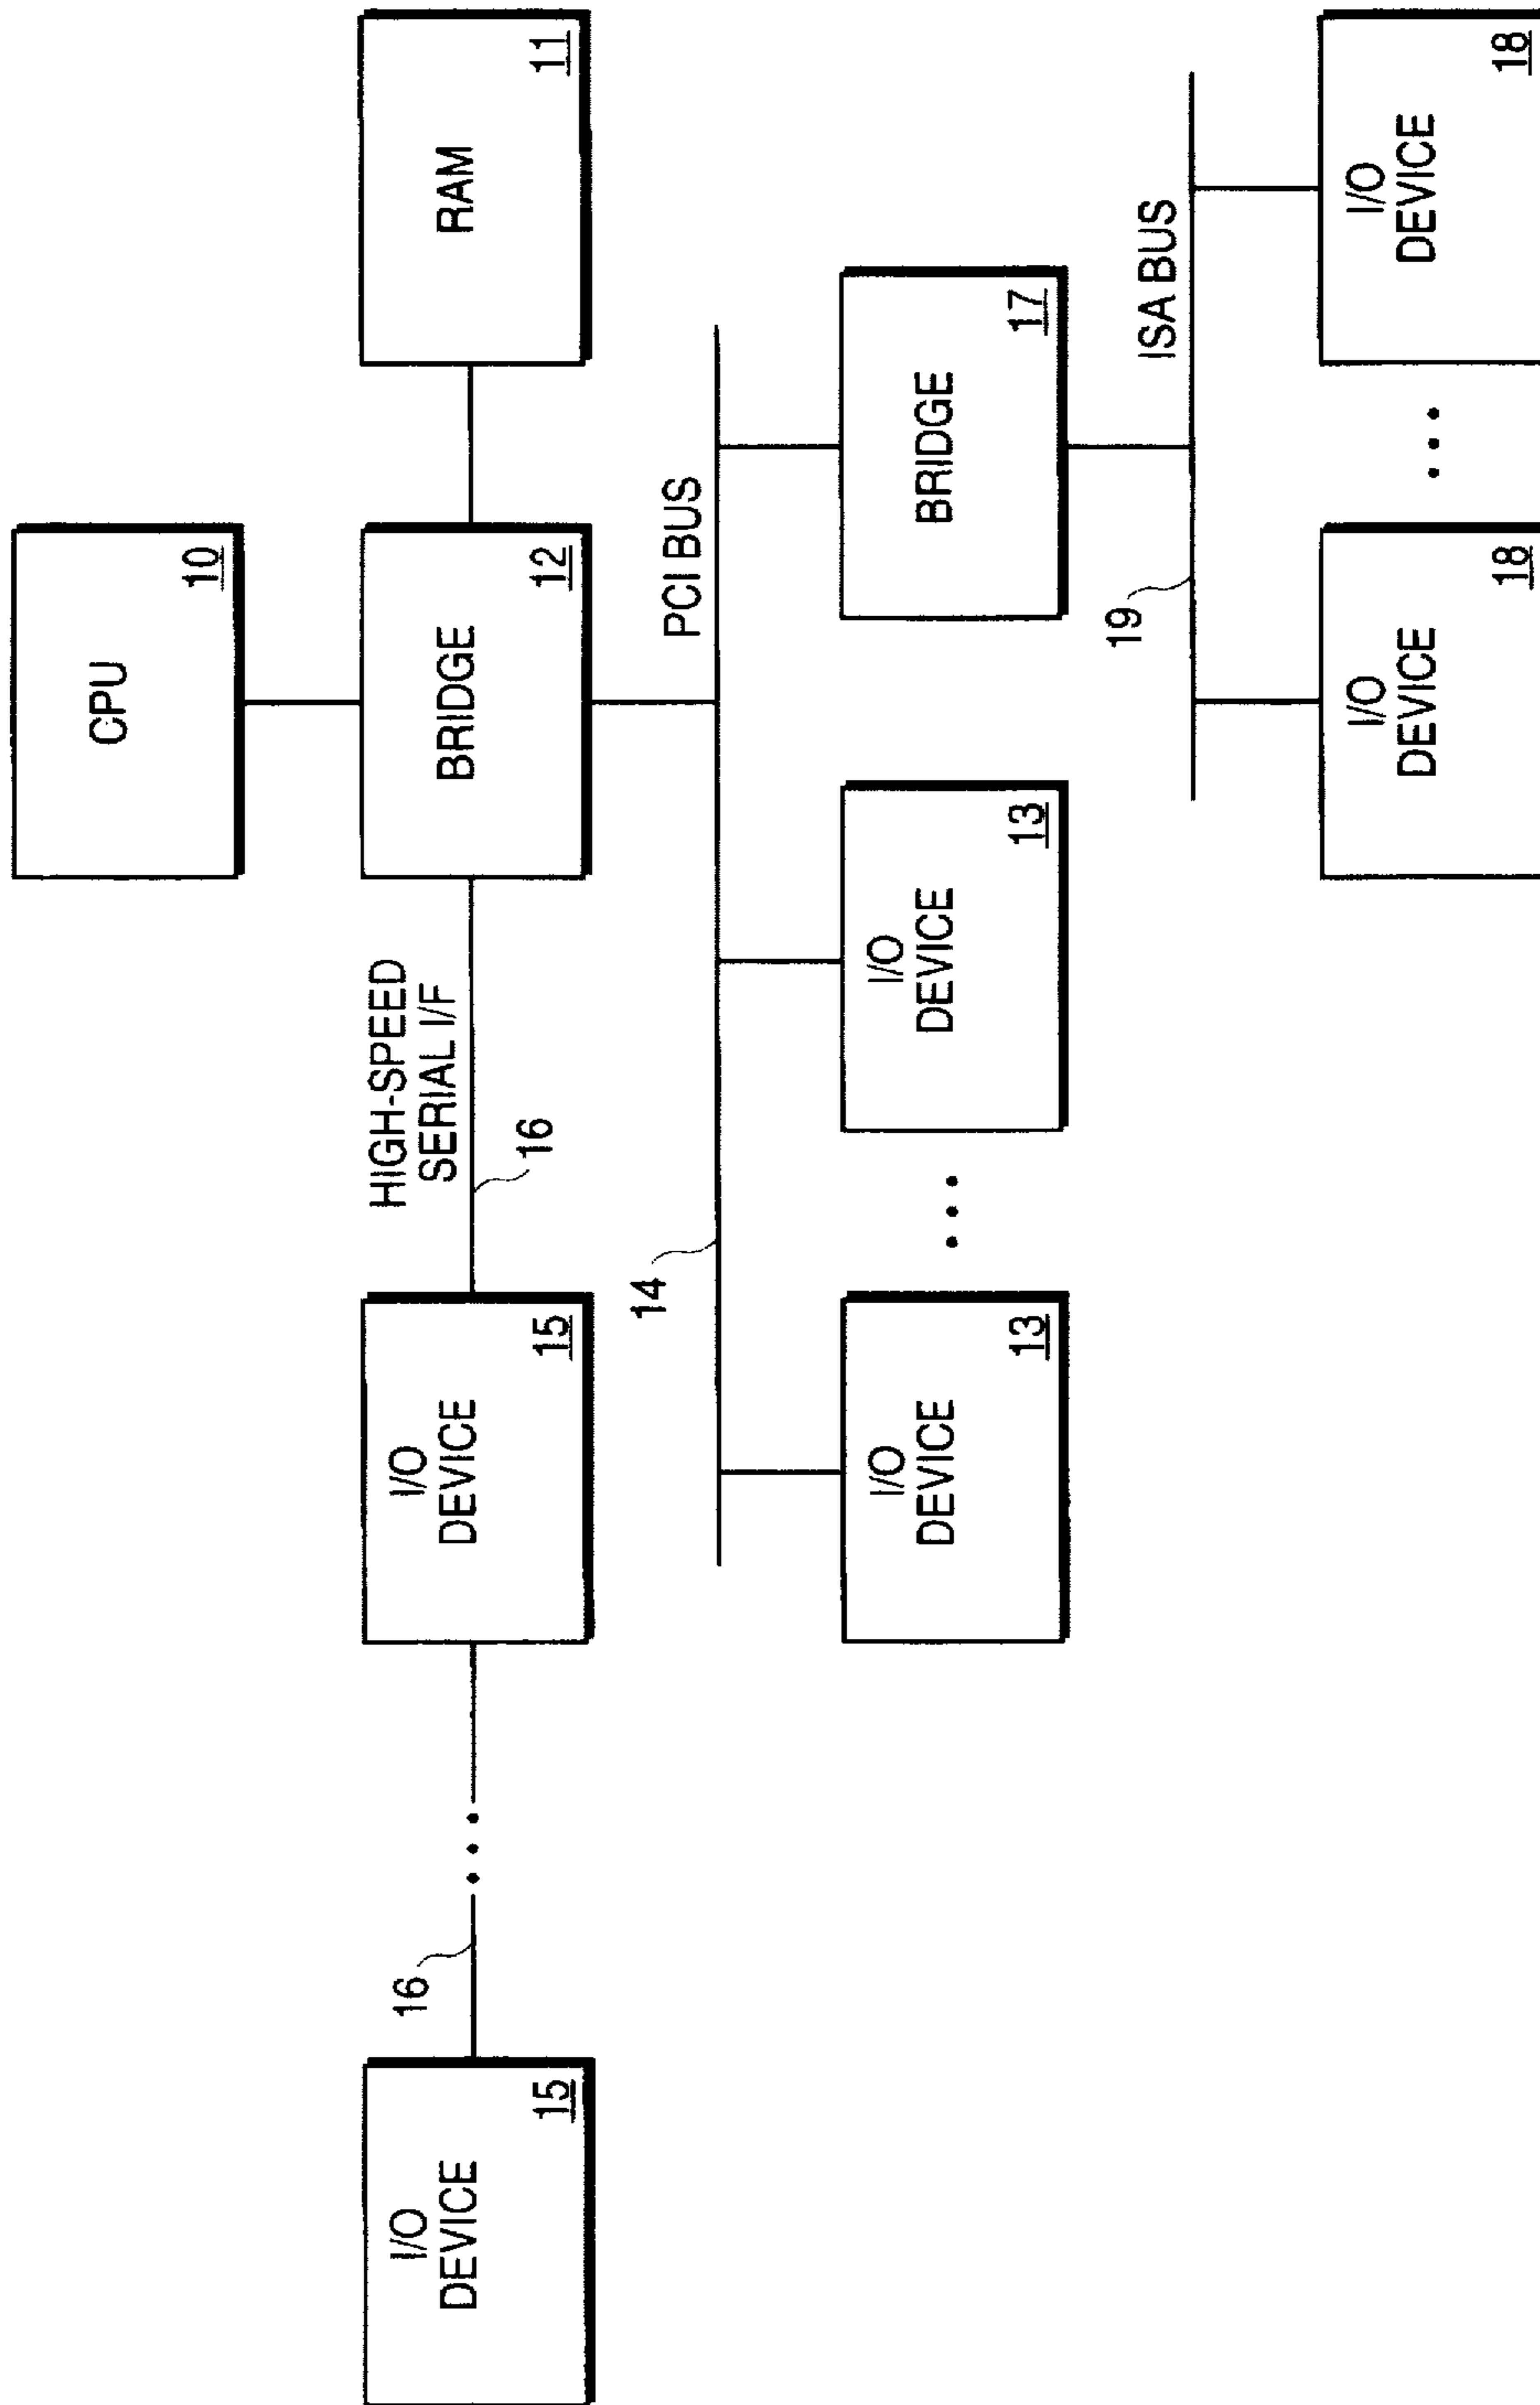 CPU
10
I/O
DEVICE
15
16
I/O
DEVICE
15
HIGH-SPEED
SERIAL I/F
16
BRIDGE
12
RAM
11
14
PCI BUS
I/O
DEVICE
13
I/O
DEVICE
13
BRIDGE
17
19
ISA BUS
I/O
DEVICE
18
I/O
DEVICE
18